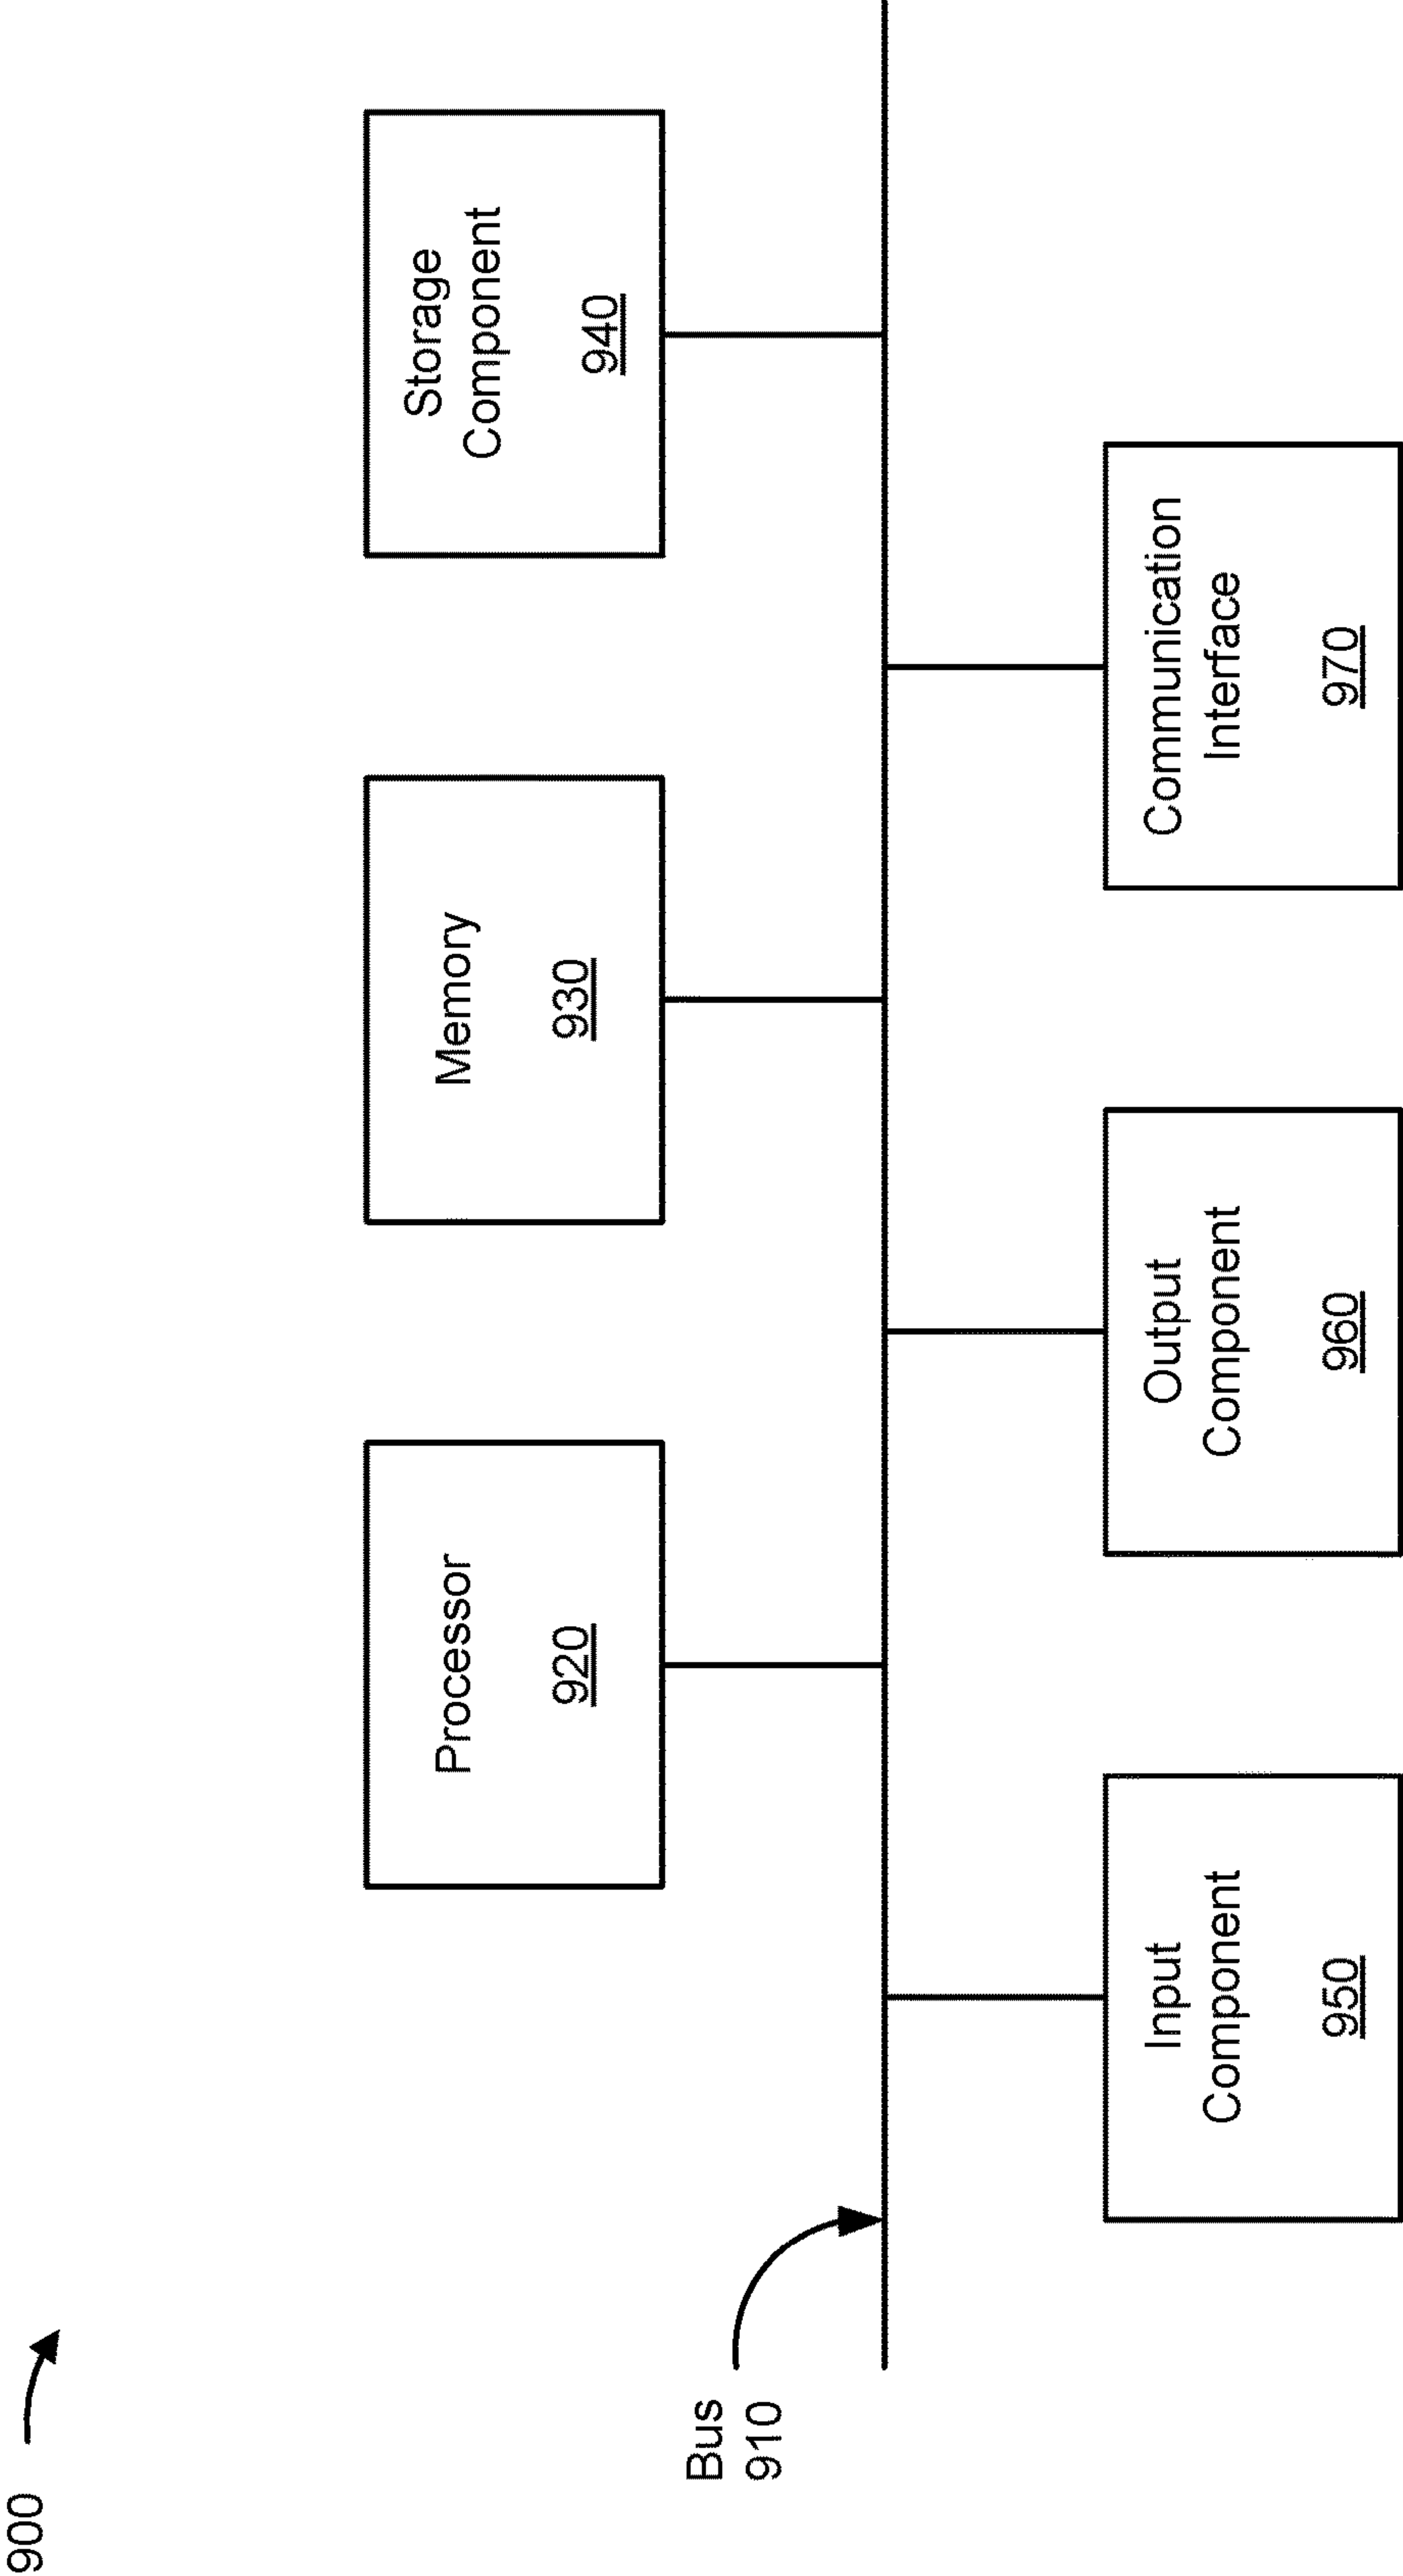 900
Processor
920
Memory
930
Storage
Component
940
Bus
910
Input
Component
950
Output
Component
960
Communication
Interface
970